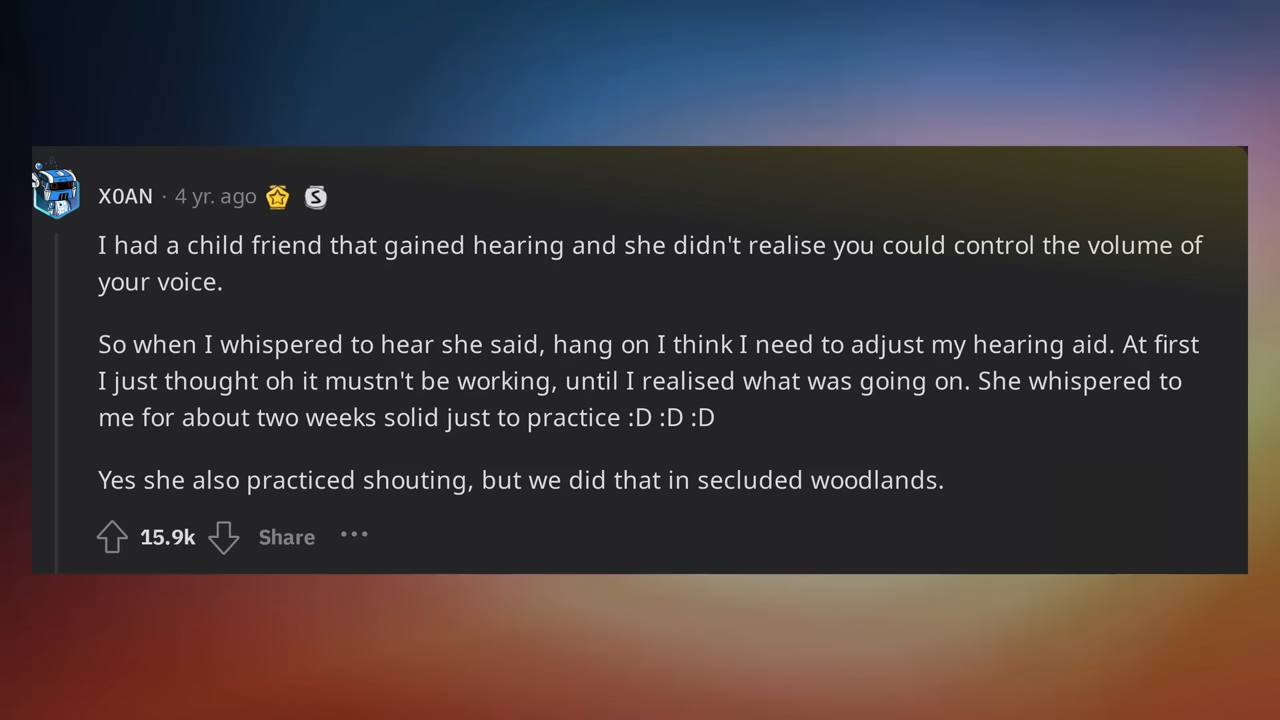 X0AN · 4 yr. ago
I had a child friend that gained hearing and she didn't realise you could control the volume of
your voice.
So when I whispered to hear she said, hang on I think I need to adjust my hearing aid. At first
I just thought oh it mustn't be working, until I realised what was going on. She whispered to
me for about two weeks solid just to practice :D :D :D
Yes she also practiced shouting, but we did that in secluded woodlands.
15.9k Share ···